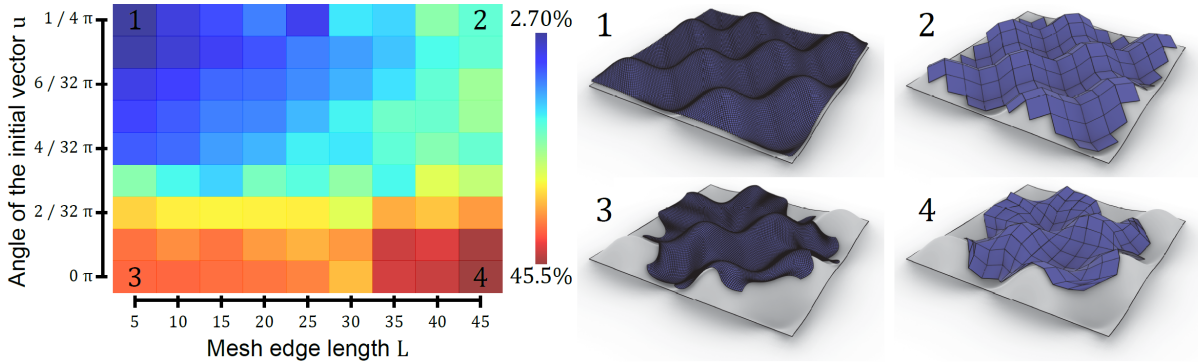 Angle of the initial vector u
1 / 4 π
6 / 32 π
4 / 32 π
2 / 32 π
0 π
1
2
3
4
2.70%
45.5%
5 10 15 20 25 30 35 40 45
Mesh edge length L
1
2
3
4